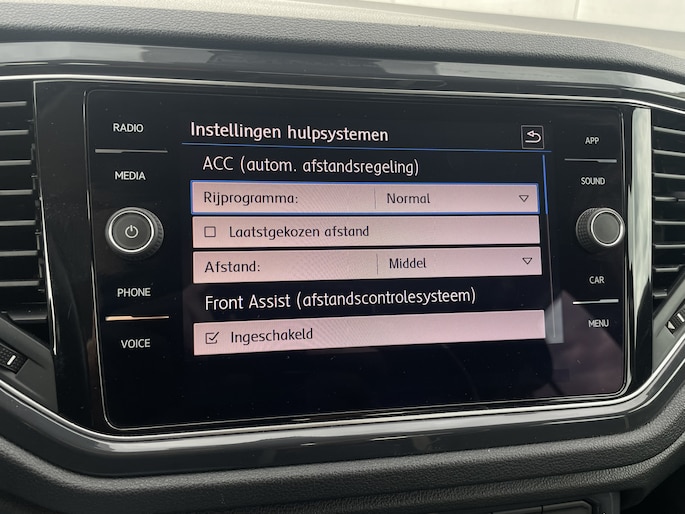 RADIO
MEDIA
PHONE
VOICE
Instellingen hulpsystemen
ACC (autom. afstandsregeling)
Rijprogramma: Normal
Laatstgekozen afstand
Afstand: Middel
Front Assist (afstandscontrolesysteem)
Ingeschakeld
APP
SOUND
CAR
MENU